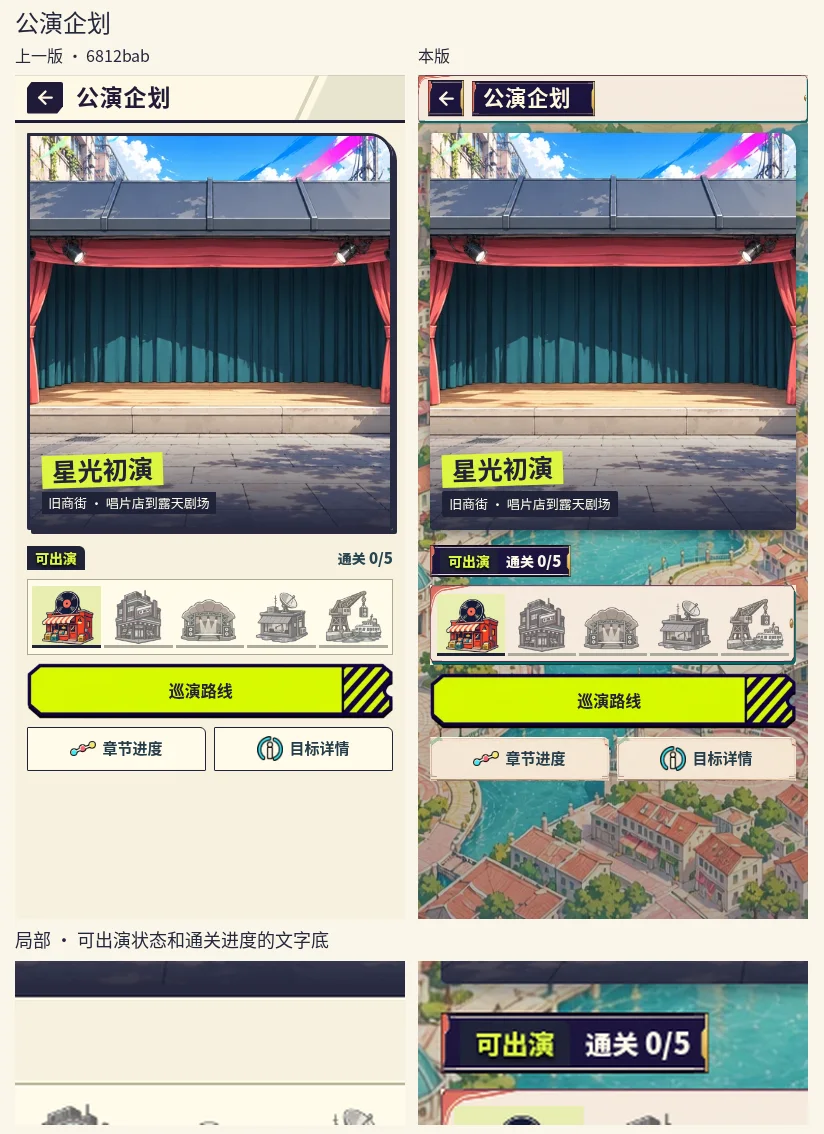 公演企划
上一版 · 6812bab
本版
公演企划
公演企划
星光初演
旧商街 · 唱片店到露天剧场
星光初演
旧商街 · 唱片店到露天剧场
可出演
通关 0/5
可出演 通关 0/5
巡演路线
巡演路线
章节进度
目标详情
章节进度
目标详情
局部 · 可出演状态和通关进度的文字底
可出演 通关 0/5